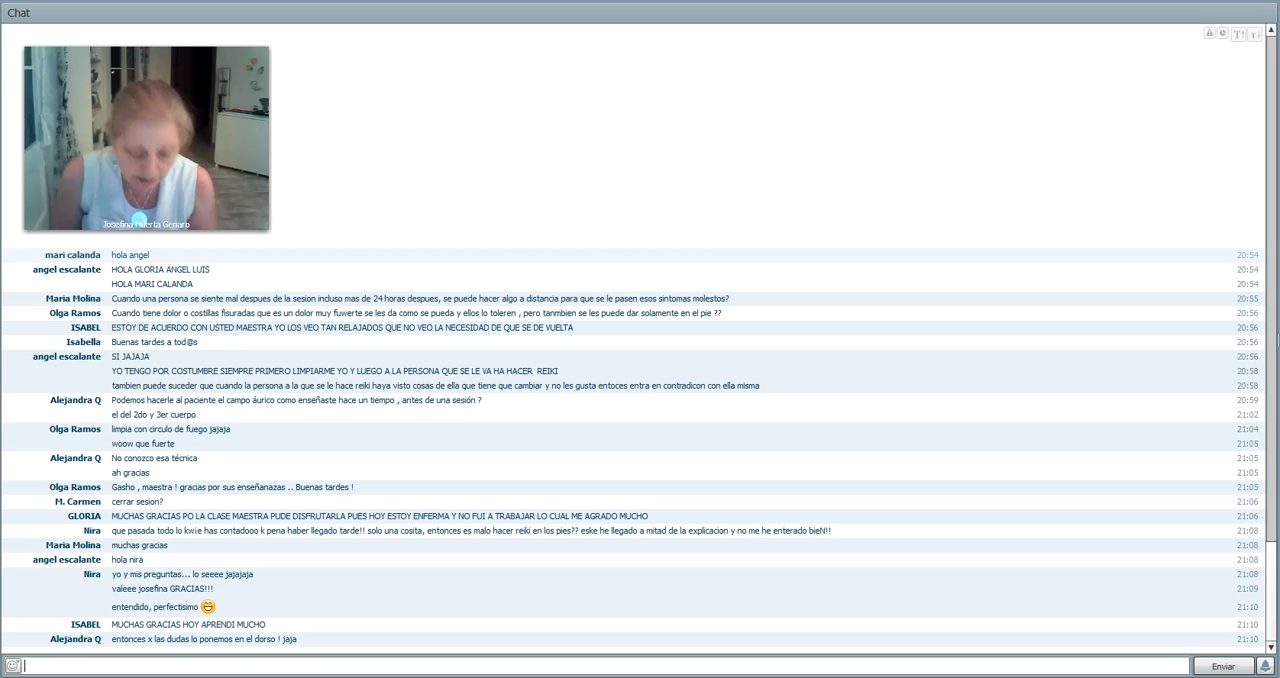 Chat
T↑ T↓
Josefina Huerta Genaro
mari calanda hola angel 20:54
angel escalante HOLA GLORIA ANGEL LUIS 20:54
HOLA MARI CALANDA 20:54
Maria Molina Cuando una persona se siente mal despues de la sesion incluso mas de 24 horas despues, se puede hacer algo a distancia para que se le pasen esos sintomas molestos? 20:55
Olga Ramos Cuando tiene dolor o costillas fisuradas que es un dolor muy fuwerte se les da como se pueda y ellos lo toleren , pero tanmbien se les puede dar solamente en el pie ?? 20:56
ISABEL ESTOY DE ACUERDO CON USTED MAESTRA YO LOS VEO TAN RELAJADOS QUE NO VEO LA NECESIDAD DE QUE SE DE VUELTA 20:56
Isabella Buenas tardes a tod@s 20:56
angel escalante SI JAJAJA 20:56
YO TENGO POR COSTUMBRE SIEMPRE PRIMERO LIMPIARME YO Y LUEGO A LA PERSONA QUE SE LE VA HA HACER REIKI 20:58
tambien puede suceder que cuando la persona a la que se le hace reiki haya visto cosas de ella que tiene que cambiar y no les gusta entoces entra en contradicon con ella misma 20:58
Alejandra Q Podemos hacerle al paciente el campo áurico como enseñaste hace un tiempo , antes de una sesión ? 20:59
el del 2do y 3er cuerpo 21:02
Olga Ramos limpia con circulo de fuego jajaja 21:04
woow que fuerte 21:05
Alejandra Q No conozco esa técnica 21:05
ah gracias 21:05
Olga Ramos Gasho , maestra ! gracias por sus enseñanazas .. Buenas tardes ! 21:05
M. Carmen cerrar sesion? 21:06
GLORIA MUCHAS GRACIAS PO LA CLASE MAESTRA PUDE DISFRUTARLA PUES HOY ESTOY ENFERMA Y NO FUI A TRABAJAR LO CUAL ME AGRADO MUCHO 21:06
Nira que pasada todo lo kwie has contadooo k pena haber llegado tarde!! solo una cosita, entonces es malo hacer reiki en los pies?? eske he llegado a mitad de la explicacion y no me he enterado bieN!! 21:08
Maria Molina muchas gracias 21:08
angel escalante hola nira 21:08
Nira yo y mis preguntas... lo seeee jajajaja 21:08
valeee josefina GRACIAS!!! 21:09
entendido, perfectisimo 21:10
ISABEL MUCHAS GRACIAS HOY APRENDI MUCHO 21:10
Alejandra Q entonces x las dudas lo ponemos en el dorso ! jaja 21:10
Enviar